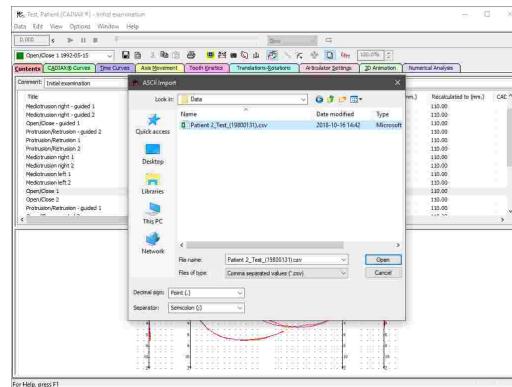 Test, Patient (CADIAX ®) - Initial examination
Data Edit View Options Window Help
0.000 s
Slow
Open/Close 1 1992-05-15
100.0%
Contents CADIAX® Curves Time Curves Axis Movement Tooth Kinetics Translations-Rotations Articulator Settings 3D Animation Numerical Analysis
Comment: Initial examination
Title
Recalculated to (mm.)
Mediotrusion right - guided 1
110.00
Mediotrusion right - guided 2
110.00
Open/Close - guided 1
110.00
Protrusion/Retrusion - guided 2
110.00
Protrusion/Retrusion 1
110.00
Mediotrusion right 1
110.00
Mediotrusion right 2
110.00
Mediotrusion left 1
110.00
Mediotrusion left 2
110.00
Open/Close 1
110.00
Open/Close 2
110.00
Protrusion/Retrusion - guided 1
110.00
ASCII Import
Look in: Data
Name Date modified Type
Patient 2_Test_(19800131).csv 2018-10-16 14:42 Microsoft
Quick access
Desktop
Libraries
This PC
Network
File name: Patient 2_Test_(19800131).csv Open
Files of type: Comma separated values (*.csv) Cancel
Decimal sign: Point (.)
Separator: Semicolon (;)
For Help, press F1